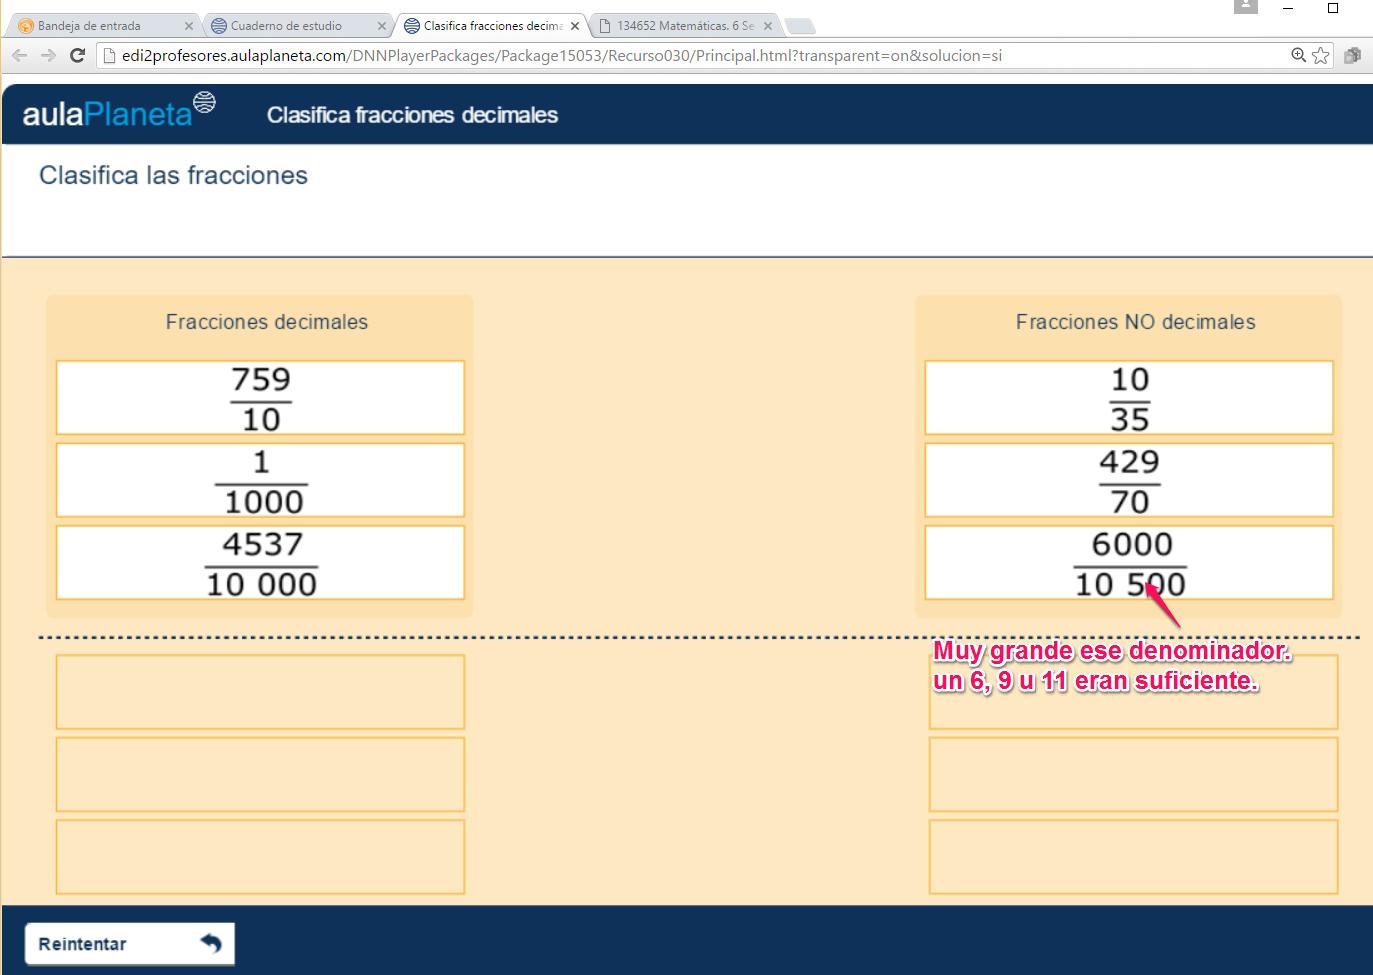 Bandeja de entrada
Cuaderno de estudio
Clasifica fracciones decima
134652 Matemáticas. 6 Se
edi2profesores.aulaplaneta.com/DNNPlayerPackages/Package15053/Recurso030/Principal.html?transparent=on&solucion=si
aulaPlaneta
Clasifica fracciones decimales
Clasifica las fracciones
Fracciones decimales
759
10
1
1000
4537
10 000
Fracciones NO decimales
10
35
429
70
6000
10 500
Muy grande ese denominador.
un 6, 9 u 11 eran suficiente.
Reintentar